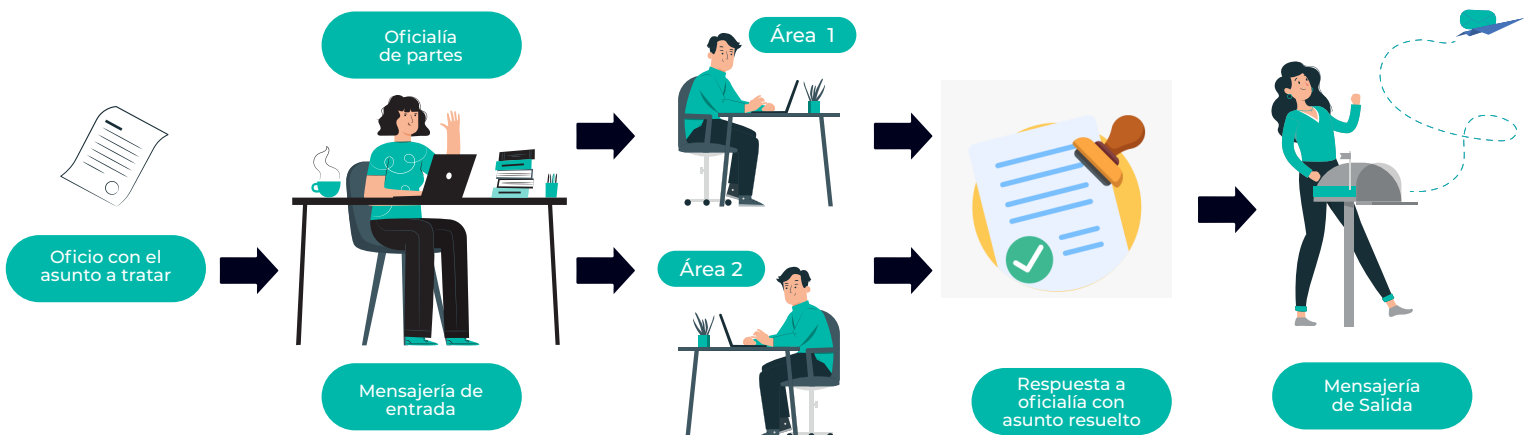 Oficio con el
asunto a tratar
Oficialía
de partes
Mensajería de
entrada
Área 1
Área 2
Respuesta a
oficialía con
asunto resuelto
Mensajería
de Salida